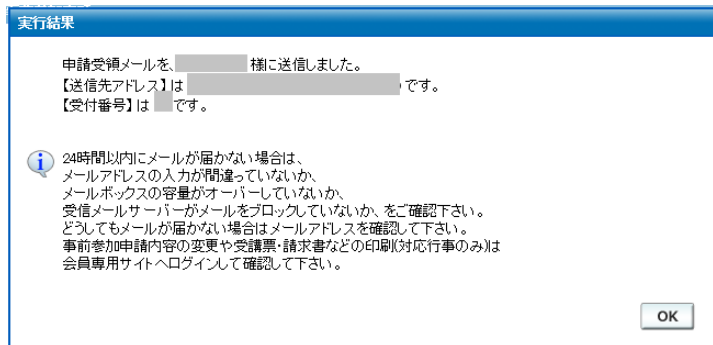 実行結果
申請受領メールを、 様に送信しました。
【送信先アドレス】は です。
【受付番号】は です。
24時間以内にメールが届かない場合は、
メールアドレスの入力が間違っていないか、
メールボックスの容量がオーバーしていないか、
受信メールサーバーがメールをブロックしていないか、をご確認下さい。
どうしてもメールが届かない場合はメールアドレスを確認して下さい。
事前参加申請内容の変更や受講票・請求書などの印刷(対応行事のみ)は
会員専用サイトへログインして確認して下さい。
OK